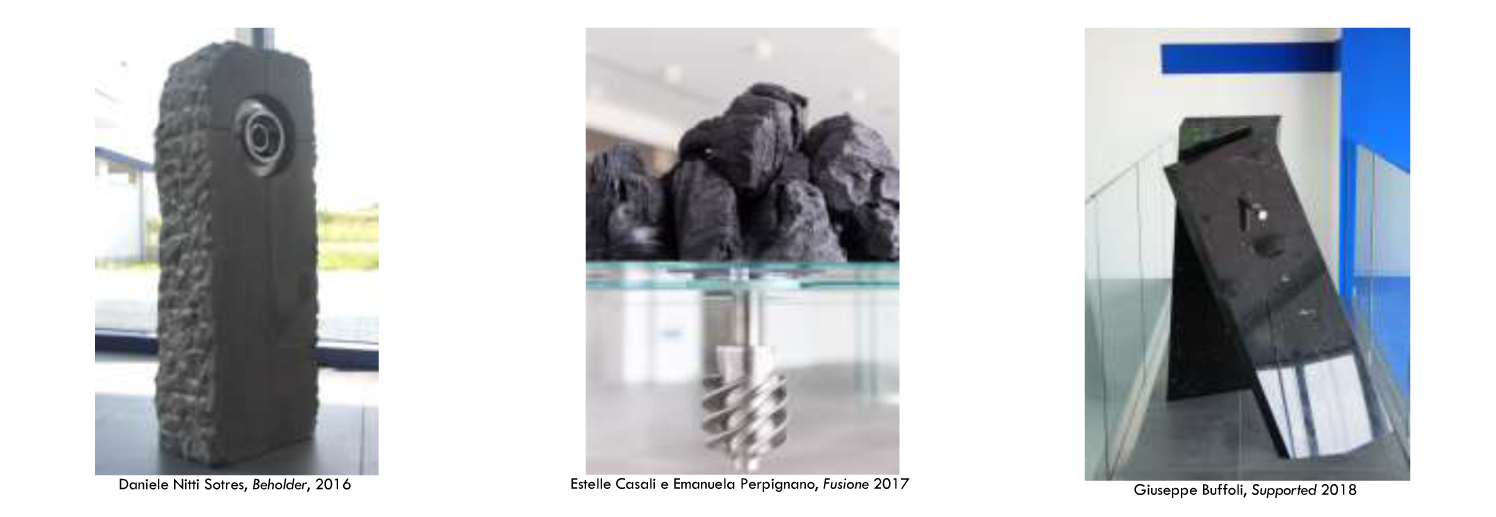 Daniele Nitti Sotres, Beholder, 2016
Estelle Casali e Emanuela Perpignano, Fusione 2017
Giuseppe Buffoli, Supported 2018